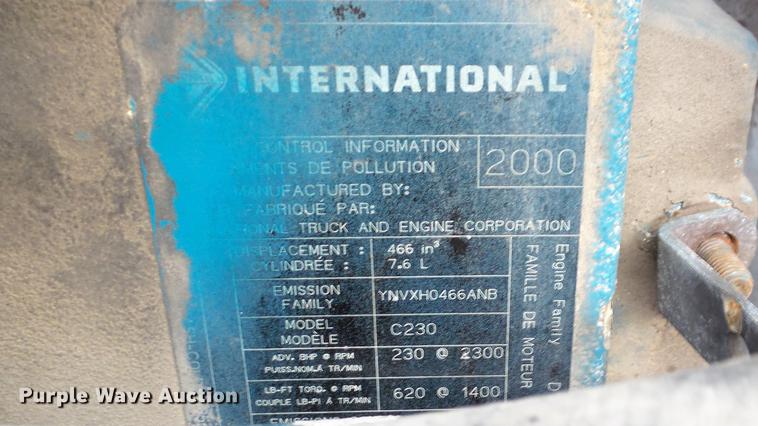 INTERNATIONAL
CONTROL INFORMATION
DE POLLUTION
2000
MANUFACTURED BY:
FABRIQUÉ PAR:
TRUCK AND ENGINE CORPORATION
DISPLACEMENT : 466 in³
CYLINDRÉE : 7.6 L
EMISSION FAMILY YNVXH0466ANB
MODEL
MODÈLE C230
ADV. BHP @ RPM 230 @ 2300
PUISS.NOM.À TR/MIN
LB-FT TORQ. @ RPM 620 @ 1400
COUPLE LB-PI À TR/MIN
Engine Family
FAMILLE DE MOTEUR
Purple Wave Auction